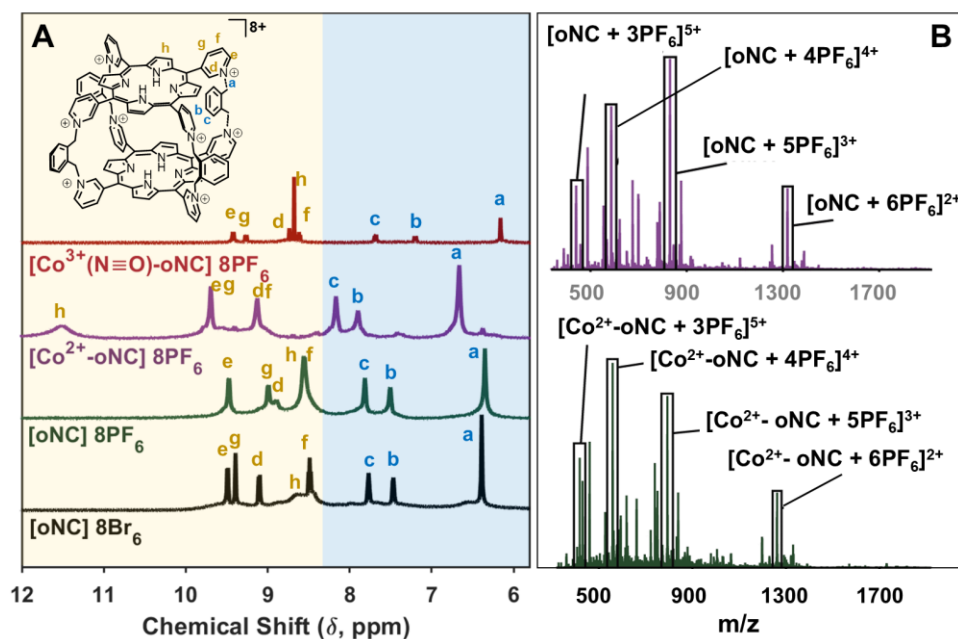 A
8+
h
g
f
e
d
a
b
c
N
HN
NH
N
e
g
d
h
f
c
b
a
[Co³⁺(N≡O)-oNC] 8PF₆
h
eg
df
c
b
a
[Co²⁺-oNC] 8PF₆
e
g
d
h
f
c
b
a
[oNC] 8PF₆
e
g
d
h
f
c
b
a
[oNC] 8Br₆
12 11 10 9 8 7 6
Chemical Shift (δ, ppm)
B
[oNC + 3PF₆]⁵⁺
[oNC + 4PF₆]⁴⁺
[oNC + 5PF₆]³⁺
[oNC + 6PF₆]²⁺
500 900 1300 1700
[Co²⁺-oNC + 3PF₆]⁵⁺
[Co²⁺-oNC + 4PF₆]⁴⁺
[Co²⁺- oNC + 5PF₆]³⁺
[Co²⁺- oNC + 6PF₆]²⁺
500 900 1300 1700
m/z